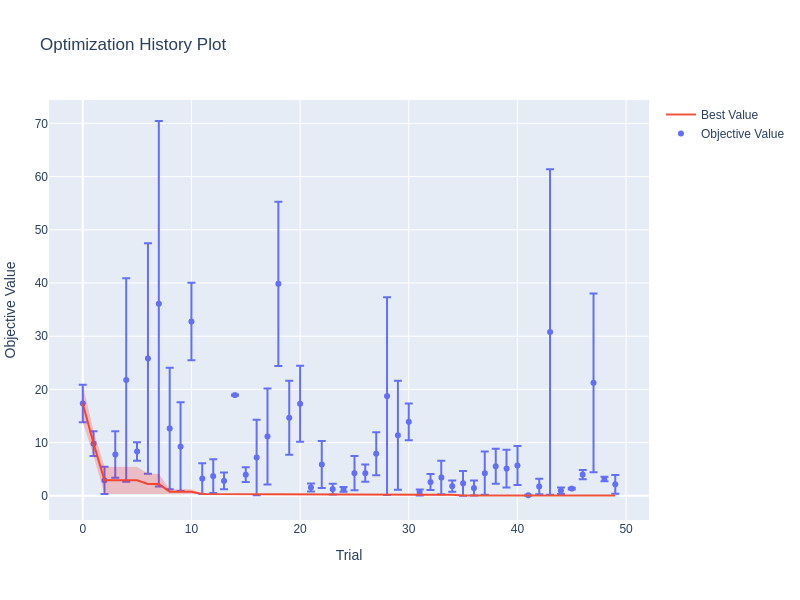 Optimization History Plot
Best Value
Objective Value
70
60
50
40
30
20
10
0
Objective Value
0 10 20 30 40 50
Trial